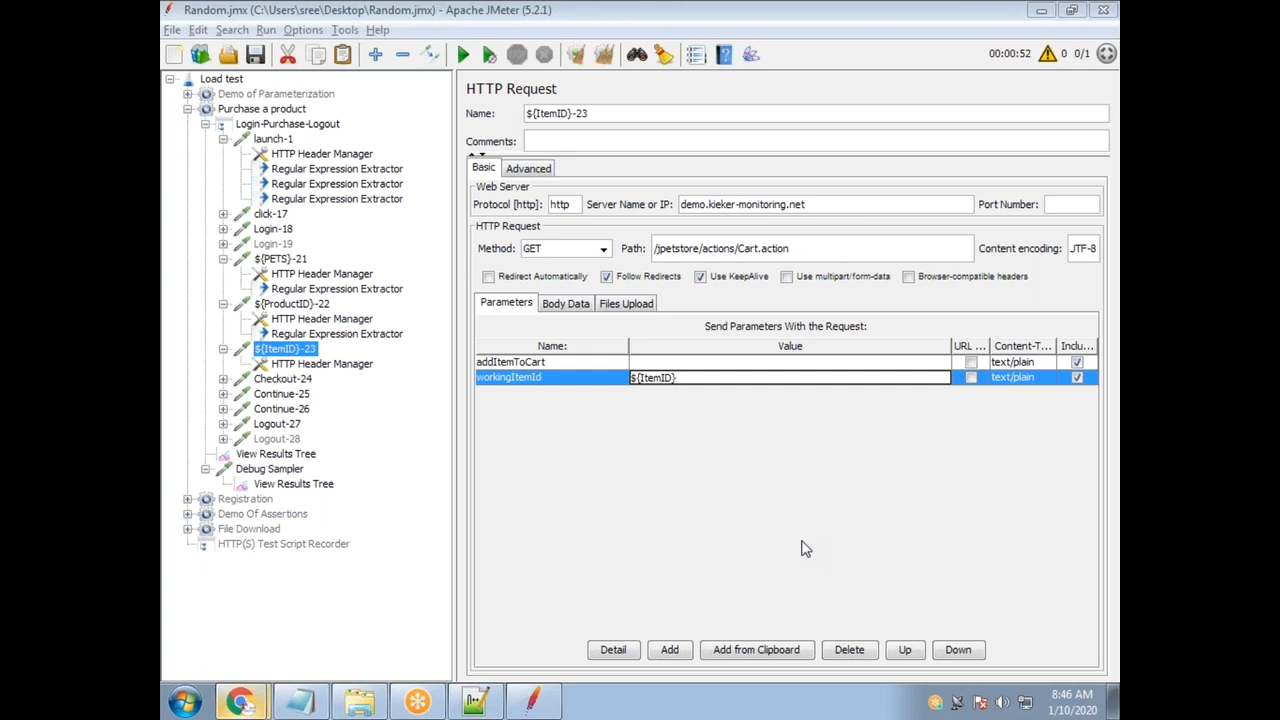 Random.jmx (C:\Users\sree\Desktop\Random.jmx) - Apache JMeter (5.2.1)
File Edit Search Run Options Tools Help
00:00:52 0 0/1
Load test
Demo of Parameterization
Purchase a product
Login-Purchase-Logout
launch-1
HTTP Header Manager
Regular Expression Extractor
Regular Expression Extractor
Regular Expression Extractor
click-17
Login-18
Login-19
${PETS}-21
HTTP Header Manager
Regular Expression Extractor
${ProductID}-22
HTTP Header Manager
Regular Expression Extractor
${ItemID}-23
HTTP Header Manager
Checkout-24
Continue-25
Continue-26
Logout-27
Logout-28
View Results Tree
Debug Sampler
View Results Tree
Registration
Demo Of Assertions
File Download
HTTP(S) Test Script Recorder
HTTP Request
Name: ${ItemID}-23
Comments:
Basic Advanced
Web Server
Protocol [http]: http Server Name or IP: demo.kieker-monitoring.net Port Number:
HTTP Request
Method: GET Path: /jpetstore/actions/Cart.action Content encoding: UTF-8
Redirect Automatically Follow Redirects Use KeepAlive Use multipart/form-data Browser-compatible headers
Parameters Body Data Files Upload
Send Parameters With the Request:
Name: Value URL ... Content-T... Inclu...
addItemToCart text/plain
workingItemId ${ItemID} text/plain
Detail Add Add from Clipboard Delete Up Down
8:46 AM
1/10/2020